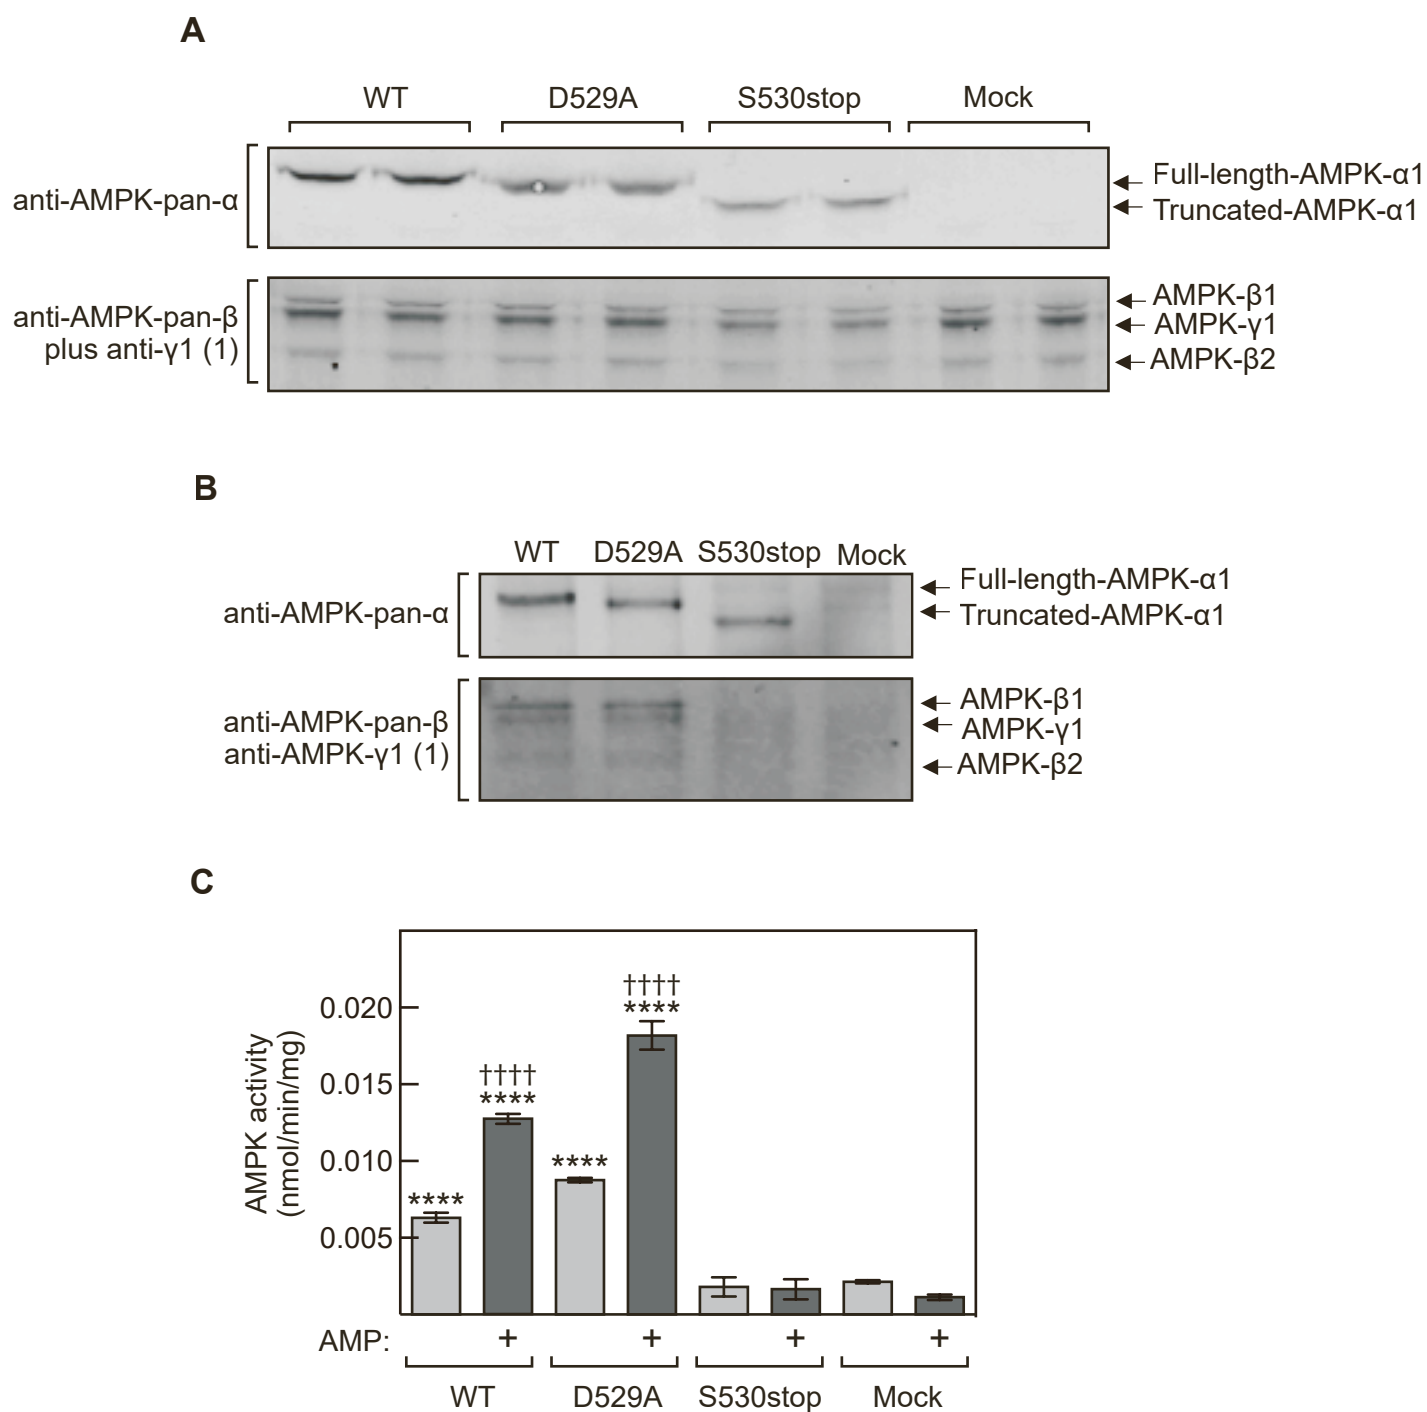 A
WT D529A S530stop Mock
anti-AMPK-pan-α
Full-length-AMPK-α1
Truncated-AMPK-α1
anti-AMPK-pan-β
plus anti-γ1 (1)
AMPK-β1
AMPK-γ1
AMPK-β2
B
WT D529A S530stop Mock
anti-AMPK-pan-α
Full-length-AMPK-α1
Truncated-AMPK-α1
anti-AMPK-pan-β
anti-AMPK-γ1 (1)
AMPK-β1
AMPK-γ1
AMPK-β2
C
AMPK activity
(nmol/min/mg)
0.020
0.015
0.010
0.005
****
††††
****
****
††††
****
AMP: + + + +
WT D529A S530stop Mock